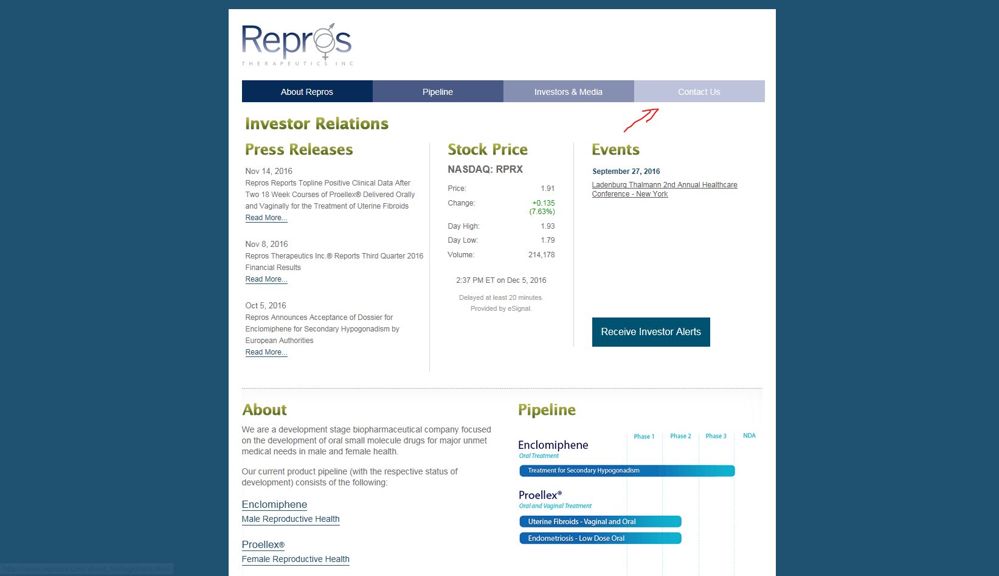 Repros
THERAPEUTICS INC
About Repros
Pipeline
Investors & Media
Contact Us
Investor Relations
Press Releases
Nov 14, 2016
Repros Reports Topline Positive Clinical Data After
Two 18 Week Courses of Proellex® Delivered Orally
and Vaginally for the Treatment of Uterine Fibroids
Read More...
Nov 8, 2016
Repros Therapeutics Inc.® Reports Third Quarter 2016
Financial Results
Read More...
Oct 5, 2016
Repros Announces Acceptance of Dossier for
Enclomiphene for Secondary Hypogonadism by
European Authorities
Read More...
Stock Price
NASDAQ: RPRX
Price: 1.91
Change: +0.135
(7.63%)
Day High: 1.93
Day Low: 1.79
Volume: 214,178
2:37 PM ET on Dec 5, 2016
Delayed at least 20 minutes.
Provided by eSignal.
Events
September 27, 2016
Ladenburg Thalmann 2nd Annual Healthcare
Conference - New York
Receive Investor Alerts
About
We are a development stage biopharmaceutical company focused
on the development of oral small molecule drugs for major unmet
medical needs in male and female health.
Our current product pipeline (with the respective status of
development) consists of the following:
Enclomiphene
Male Reproductive Health
Proellex®
Female Reproductive Health
Pipeline
Phase 1 Phase 2 Phase 3 NDA
Enclomiphene
Oral Treatment
Treatment for Secondary Hypogonadism
Proellex®
Oral and Vaginal Treatment
Uterine Fibroids - Vaginal and Oral
Endometriosis - Low Dose Oral
http://www.reprosrx.com/about_management.html